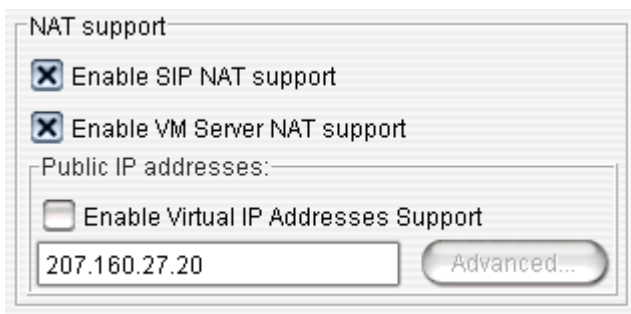 NAT support
Enable SIP NAT support
Enable VM Server NAT support
Public IP addresses:
Enable Virtual IP Addresses Support
207.160.27.20 Advanced...